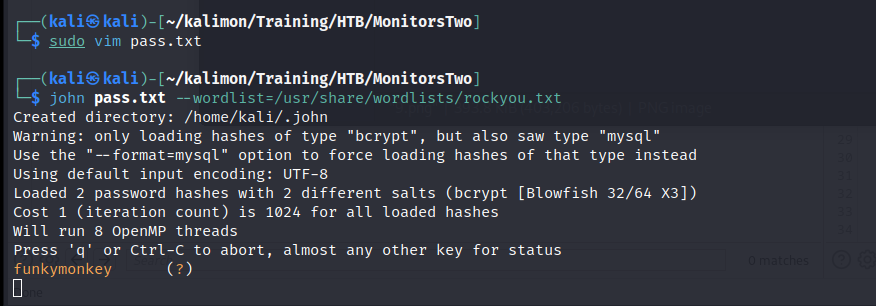 ┌──(kali㉿kali)-[~/kalimon/Training/HTB/MonitorsTwo]
└─$ sudo vim pass.txt
┌──(kali㉿kali)-[~/kalimon/Training/HTB/MonitorsTwo]
└─$ john pass.txt --wordlist=/usr/share/wordlists/rockyou.txt
Created directory: /home/kali/.john
Warning: only loading hashes of type "bcrypt", but also saw type "mysql"
Use the "--format=mysql" option to force loading hashes of that type instead
Using default input encoding: UTF-8
Loaded 2 password hashes with 2 different salts (bcrypt [Blowfish 32/64 X3])
Cost 1 (iteration count) is 1024 for all loaded hashes
Will run 8 OpenMP threads
Press 'q' or Ctrl-C to abort, almost any other key for status
0 matches
funkymonkey      (?)